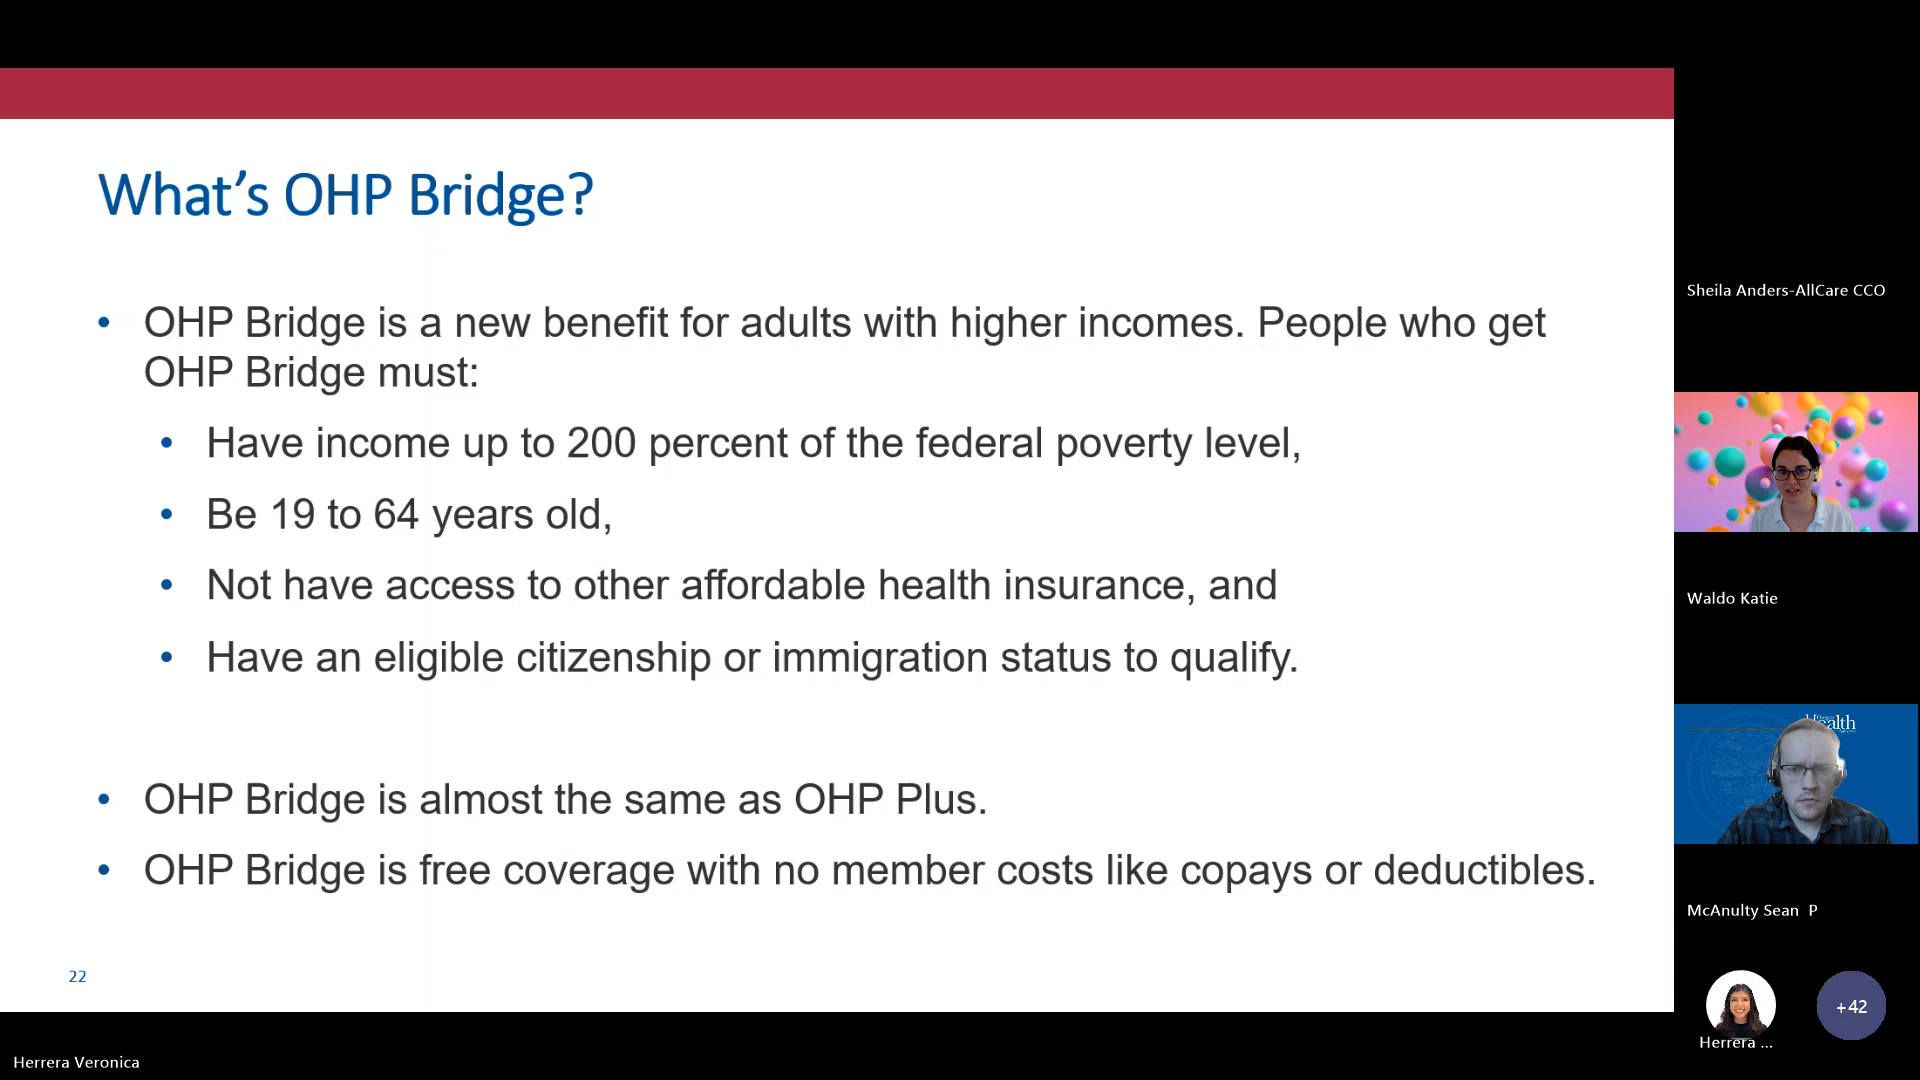 What’s OHP Bridge?
• OHP Bridge is a new benefit for adults with higher incomes. People who get
OHP Bridge must:
• Have income up to 200 percent of the federal poverty level,
• Be 19 to 64 years old,
• Not have access to other affordable health insurance, and
• Have an eligible citizenship or immigration status to qualify.
• OHP Bridge is almost the same as OHP Plus.
• OHP Bridge is free coverage with no member costs like copays or deductibles.
22
Herrera Veronica
Sheila Anders-AllCare CCO
Waldo Katie
McAnulty Sean P
Herrera ...
+42